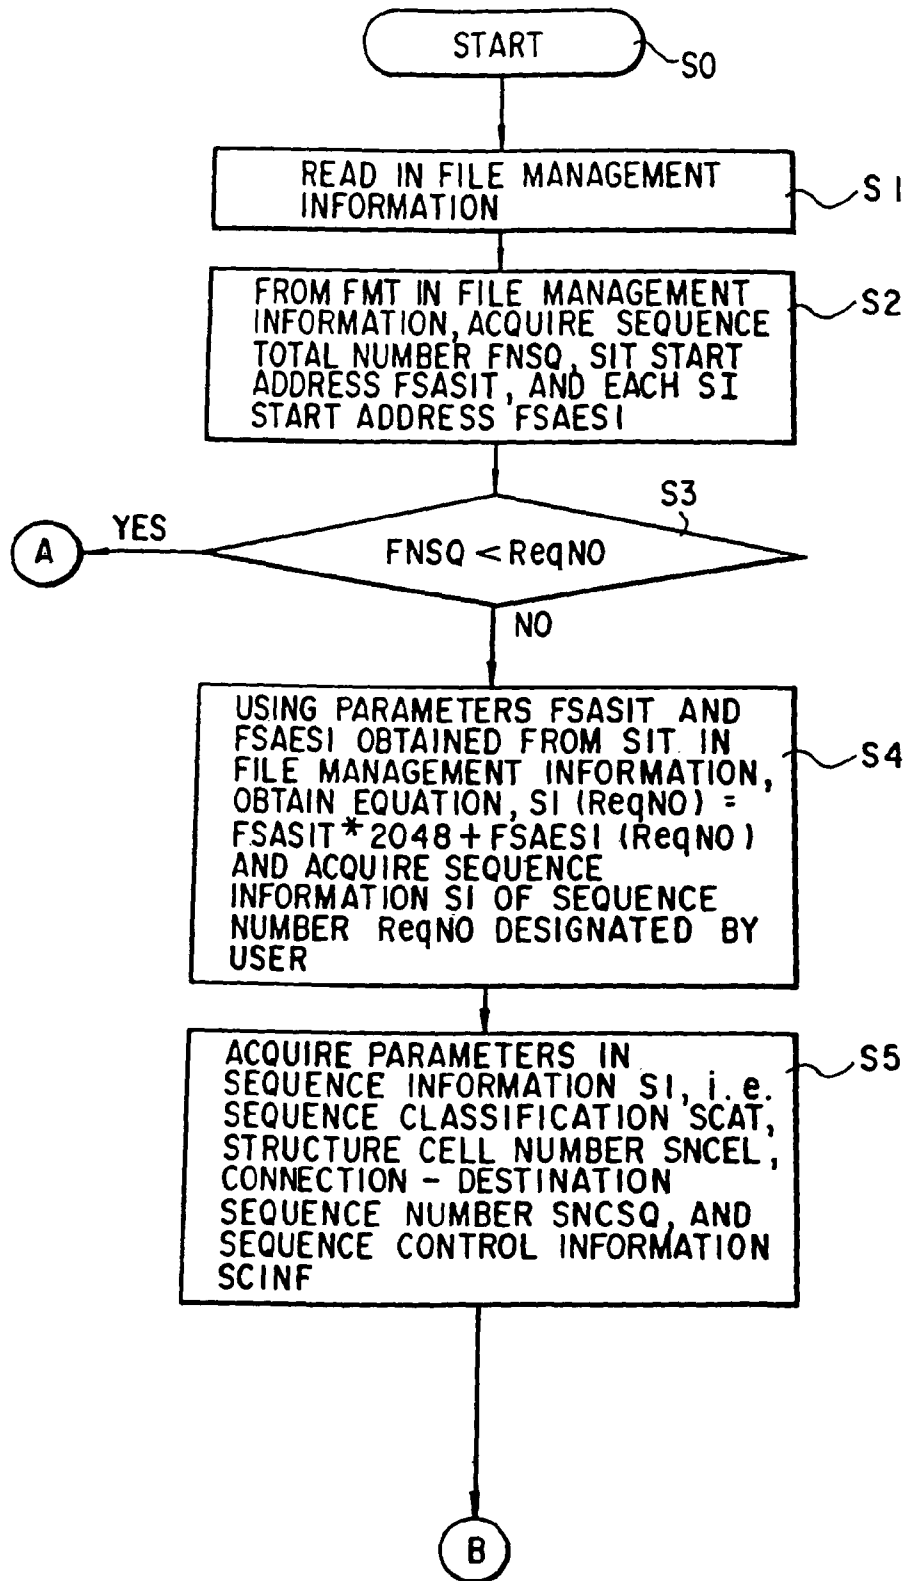 START
S0
READ IN FILE MANAGEMENT
INFORMATION
S1
FROM FMT IN FILE MANAGEMENT
INFORMATION, ACQUIRE SEQUENCE
TOTAL NUMBER FNSQ, SIT START
ADDRESS FSASIT, AND EACH SI
START ADDRESS FSAESI
S2
S3
FNSQ < ReqNO
YES
A
NO
USING PARAMETERS FSASIT AND
FSAESI OBTAINED FROM SIT IN
FILE MANAGEMENT INFORMATION,
OBTAIN EQUATION, SI (ReqNO) =
FSASIT * 2048 + FSAESI (ReqNO)
AND ACQUIRE SEQUENCE
INFORMATION SI OF SEQUENCE
NUMBER ReqNO DESIGNATED BY
USER
S4
ACQUIRE PARAMETERS IN
SEQUENCE INFORMATION SI, i.e.
SEQUENCE CLASSIFICATION SCAT,
STRUCTURE CELL NUMBER SNCEL,
CONNECTION - DESTINATION
SEQUENCE NUMBER SNCSQ, AND
SEQUENCE CONTROL INFORMATION
SCINF
S5
B